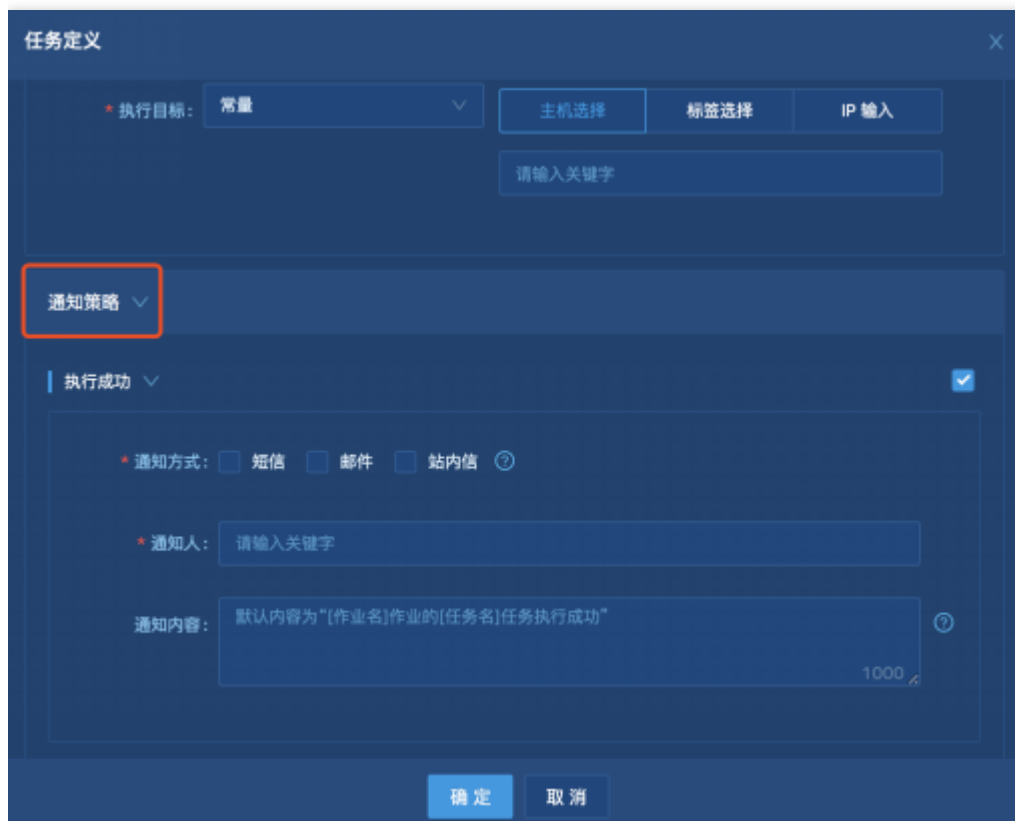 任务定义
* 执行目标: 常量 主机选择 标签选择 IP 输入
请输入关键字
通知策略
执行成功
* 通知方式: 短信 邮件 站内信 ?
* 通知人: 请输入关键字
通知内容: 默认内容为"[作业名]作业的[任务名]任务执行成功" ?
1000
确定 取消